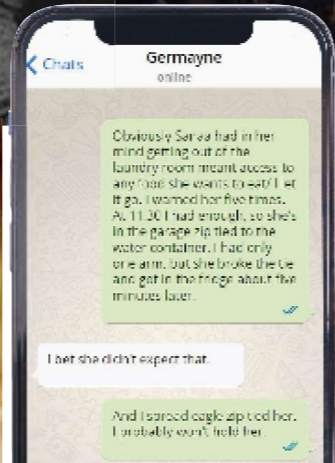 Chats
Germayne
online
Obviously Sanaa had in her
mind getting out of the
laundry room meant access to
any food she wants to eat/ I let
it go. I warned her five times.
At 11.30 I had enough, so she's
in the garage zip tied to the
water container. I had only
one arm, but she broke the tie
and got in the fridge about five
minutes later.
I bet she didn't expect that.
And I spread eagle zip tied her.
I probably won't hold her.